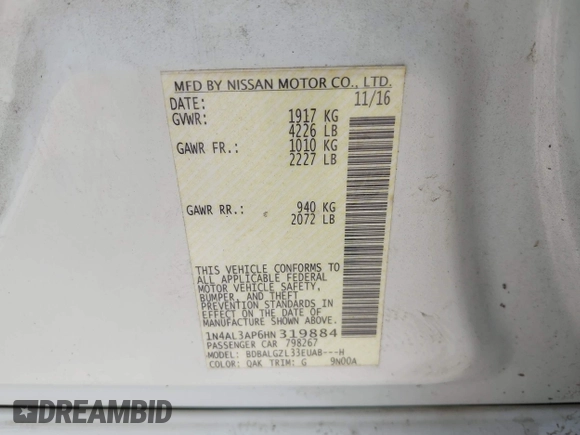 MFD BY NISSAN MOTOR CO., LTD.
DATE: 11/16
GVWR: 1917 KG
4226 LB
GAWR FR.: 1010 KG
2227 LB
GAWR RR.: 940 KG
2072 LB
THIS VEHICLE CONFORMS TO
ALL APPLICABLE FEDERAL
MOTOR VEHICLE SAFETY,
BUMPER, AND THEFT
PREVENTION STANDARDS IN
EFFECT ON THE DATE OF
MANUFACTURE SHOWN ABOVE.
1N4AL3AP6HN 319884
PASSENGER CAR 798267
MODEL: BDBALGZL33EUAB---H
COLOR: QAK TRIM: G 9N00A
DREAMBID